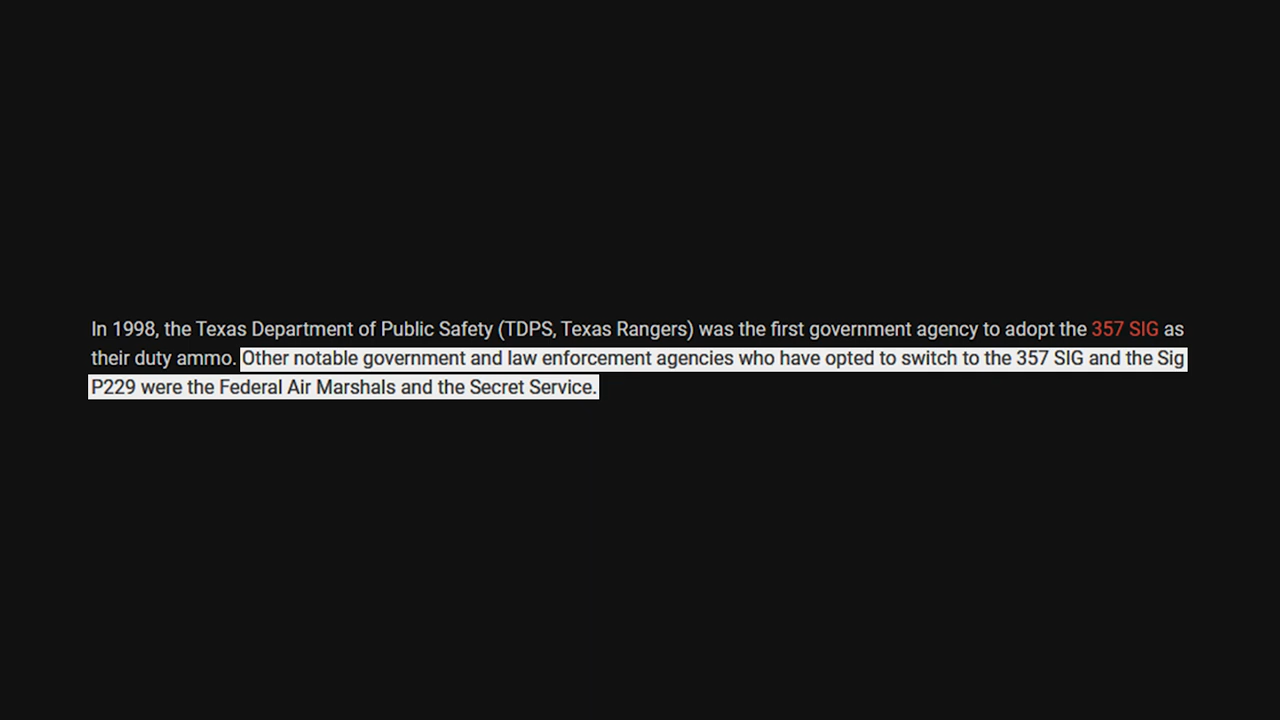 In 1998, the Texas Department of Public Safety (TDPS, Texas Rangers) was the first government agency to adopt the 357 SIG as
their duty ammo. Other notable government and law enforcement agencies who have opted to switch to the 357 SIG and the Sig
P229 were the Federal Air Marshals and the Secret Service.